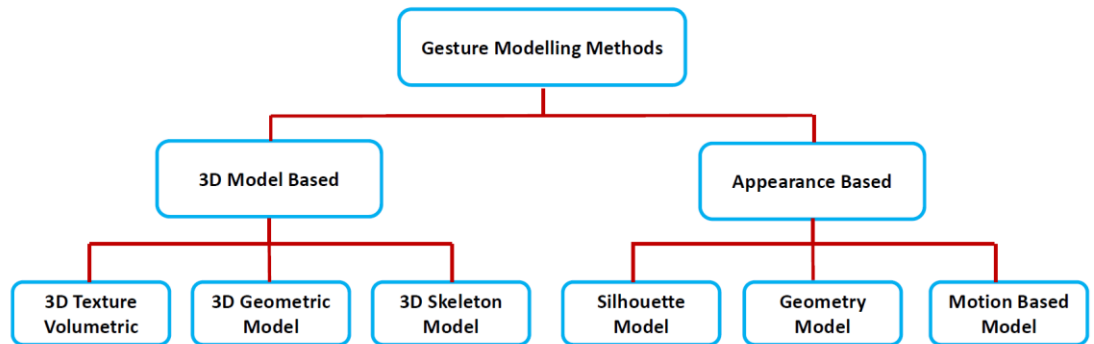 Gesture Modelling Methods
3D Model Based
Appearance Based
3D Texture
Volumetric
3D Geometric
Model
3D Skeleton
Model
Silhouette
Model
Geometry
Model
Motion Based
Model